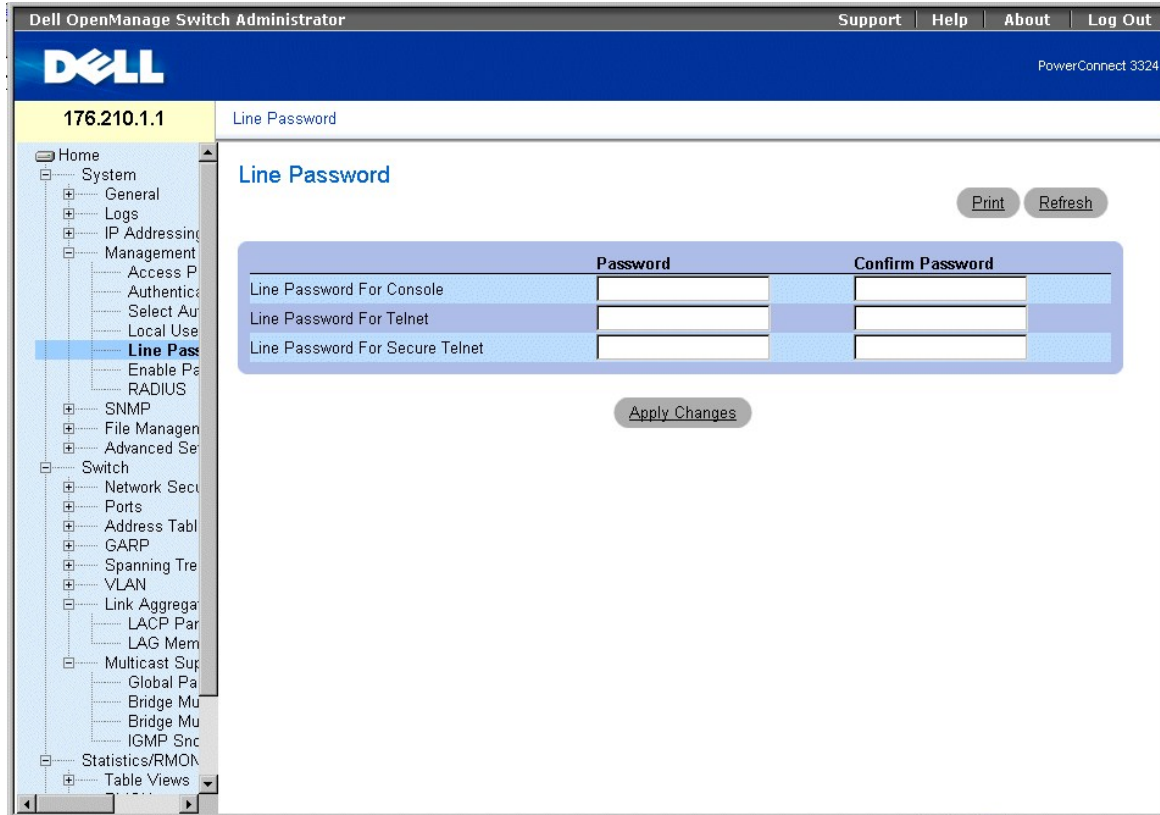 Dell OpenManage Switch Administrator
Support | Help | About | Log Out
DELL
PowerConnect 3324
176.210.1.1
Line Password
Home
System
General
Logs
IP Addressing
Management
Access P
Authentica
Select Au
Local Use
Line Pass
Enable Pa
RADIUS
SNMP
File Managen
Advanced Se
Switch
Network Secu
Ports
Address Tabl
GARP
Spanning Tre
VLAN
Link Aggrega
LACP Par
LAG Mem
Multicast Sup
Global Pa
Bridge Mu
Bridge Mu
IGMP Sno
Statistics/RMON
Table Views
Line Password
Print Refresh
Password Confirm Password
Line Password For Console
Line Password For Telnet
Line Password For Secure Telnet
Apply Changes